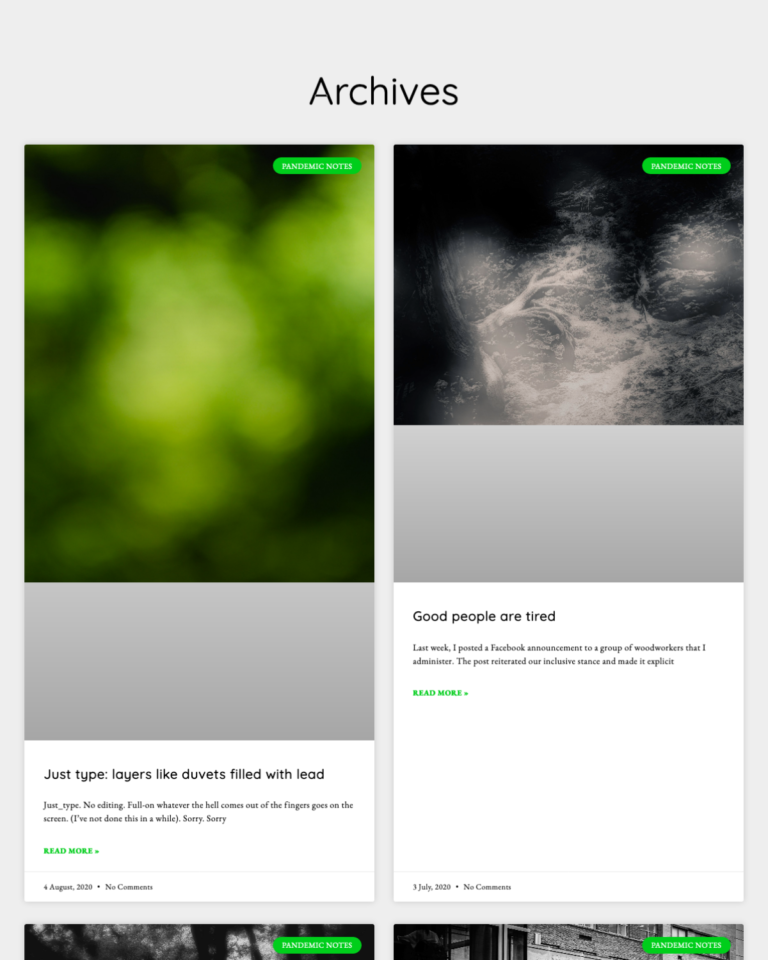 Archives
PANDEMIC NOTES
Just type: layers like duvets filled with lead
Just_type. No editing. Full-on whatever the hell comes out of the fingers goes on the
screen. (I've not done this in a while). Sorry. Sorry
READ MORE »
4 August, 2020 • No Comments
PANDEMIC NOTES
Good people are tired
Last week, I posted a Facebook announcement to a group of woodworkers that I
administer. The post reiterated our inclusive stance and made it explicit
READ MORE »
3 July, 2020 • No Comments
PANDEMIC NOTES
PANDEMIC NOTES